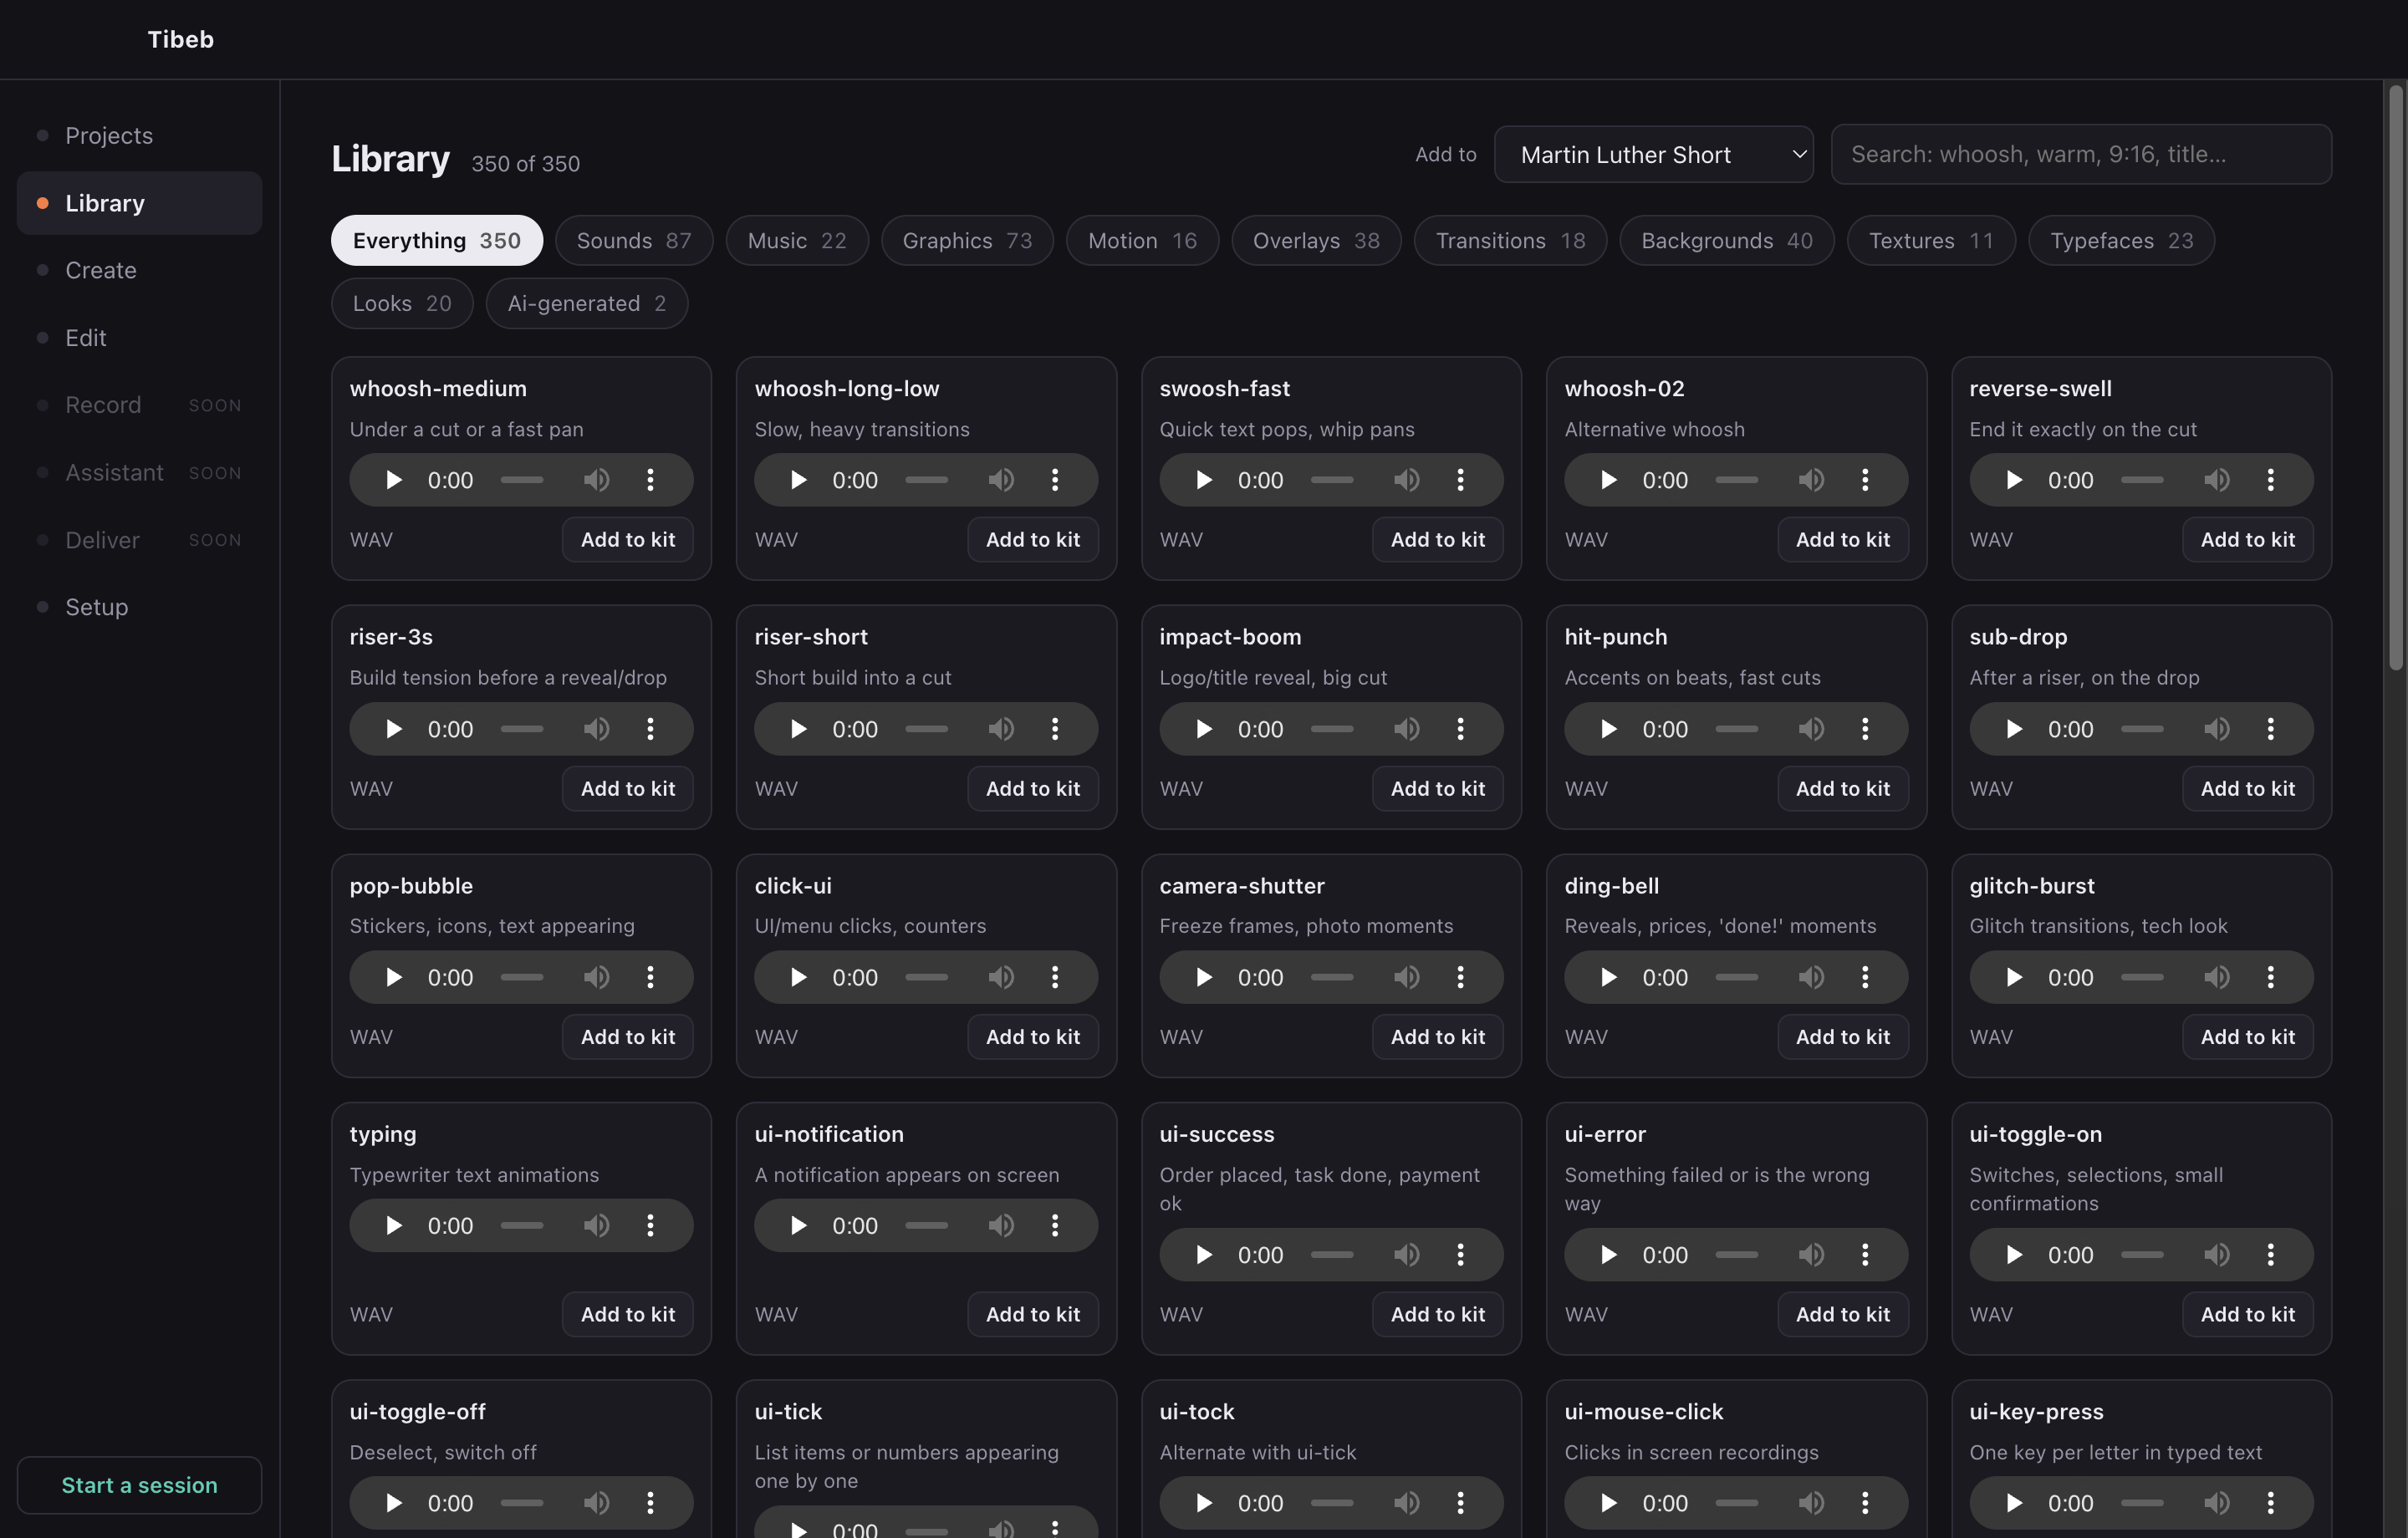 Tibeb
Projects
Library
Create
Edit
Record SOON
Assistant SOON
Deliver SOON
Setup
Start a session
Library 350 of 350
Add to Martin Luther Short Search: whoosh, warm, 9:16, title...
Everything 350 Sounds 87 Music 22 Graphics 73 Motion 16 Overlays 38 Transitions 18 Backgrounds 40 Textures 11 Typefaces 23
Looks 20 Ai-generated 2
whoosh-medium
Under a cut or a fast pan
0:00
WAV Add to kit
whoosh-long-low
Slow, heavy transitions
0:00
WAV Add to kit
swoosh-fast
Quick text pops, whip pans
0:00
WAV Add to kit
whoosh-02
Alternative whoosh
0:00
WAV Add to kit
reverse-swell
End it exactly on the cut
0:00
WAV Add to kit
riser-3s
Build tension before a reveal/drop
0:00
WAV Add to kit
riser-short
Short build into a cut
0:00
WAV Add to kit
impact-boom
Logo/title reveal, big cut
0:00
WAV Add to kit
hit-punch
Accents on beats, fast cuts
0:00
WAV Add to kit
sub-drop
After a riser, on the drop
0:00
WAV Add to kit
pop-bubble
Stickers, icons, text appearing
0:00
WAV Add to kit
click-ui
UI/menu clicks, counters
0:00
WAV Add to kit
camera-shutter
Freeze frames, photo moments
0:00
WAV Add to kit
ding-bell
Reveals, prices, 'done!' moments
0:00
WAV Add to kit
glitch-burst
Glitch transitions, tech look
0:00
WAV Add to kit
typing
Typewriter text animations
0:00
WAV Add to kit
ui-notification
A notification appears on screen
0:00
WAV Add to kit
ui-success
Order placed, task done, payment
ok
0:00
WAV Add to kit
ui-error
Something failed or is the wrong
way
0:00
WAV Add to kit
ui-toggle-on
Switches, selections, small
confirmations
0:00
WAV Add to kit
ui-toggle-off
Deselect, switch off
0:00
ui-tick
List items or numbers appearing
one by one
0:00
ui-tock
Alternate with ui-tick
0:00
ui-mouse-click
Clicks in screen recordings
0:00
ui-key-press
One key per letter in typed text
0:00